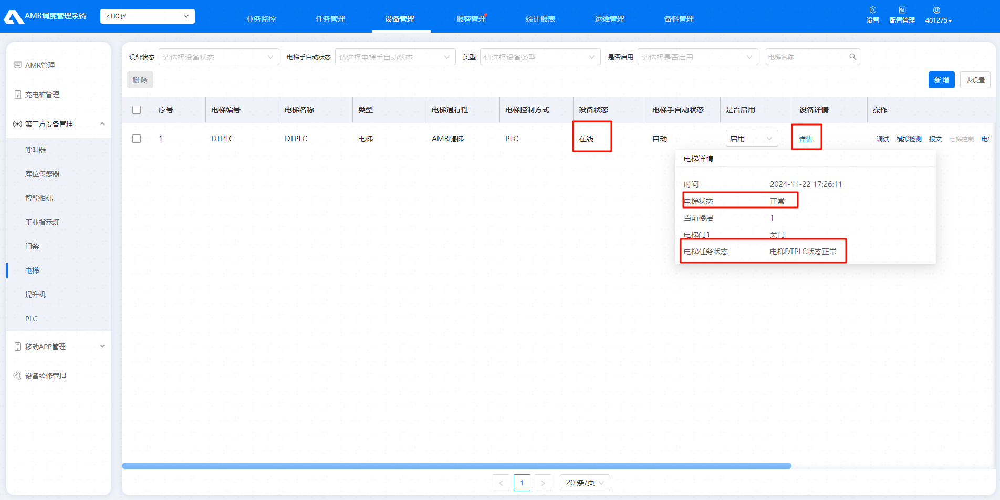 AMR调度管理系统
ZTKQY
业务监控
任务管理
设备管理
报警管理
统计报表
运维管理
备料管理
设置
配置管理
401275
AMR管理
充电桩管理
第三方设备管理
呼叫器
库位传感器
智能相机
工业指示灯
门禁
电梯
提升机
PLC
移动APP管理
设备检修管理
设备状态 请选择设备状态 电梯手自动状态 请选择电梯手自动状态 类型 请选择设备类型 是否启用 请选择是否启用 电梯名称
删 除
新 增
表设置
序号 电梯编号 电梯名称 类型 电梯通行性 电梯控制方式 设备状态 电梯手自动状态 是否启用 设备详情 操作
1 DTPLC DTPLC 电梯 AMR随梯 PLC 在线 自动 启用 详情 调试 模拟检测 报文 电梯控制
电梯详情
时间 2024-11-22 17:26:11
电梯状态 正常
当前楼层 1
电梯门1 关门
电梯任务状态 电梯DTPLC状态正常
< 1 > 20 条/页